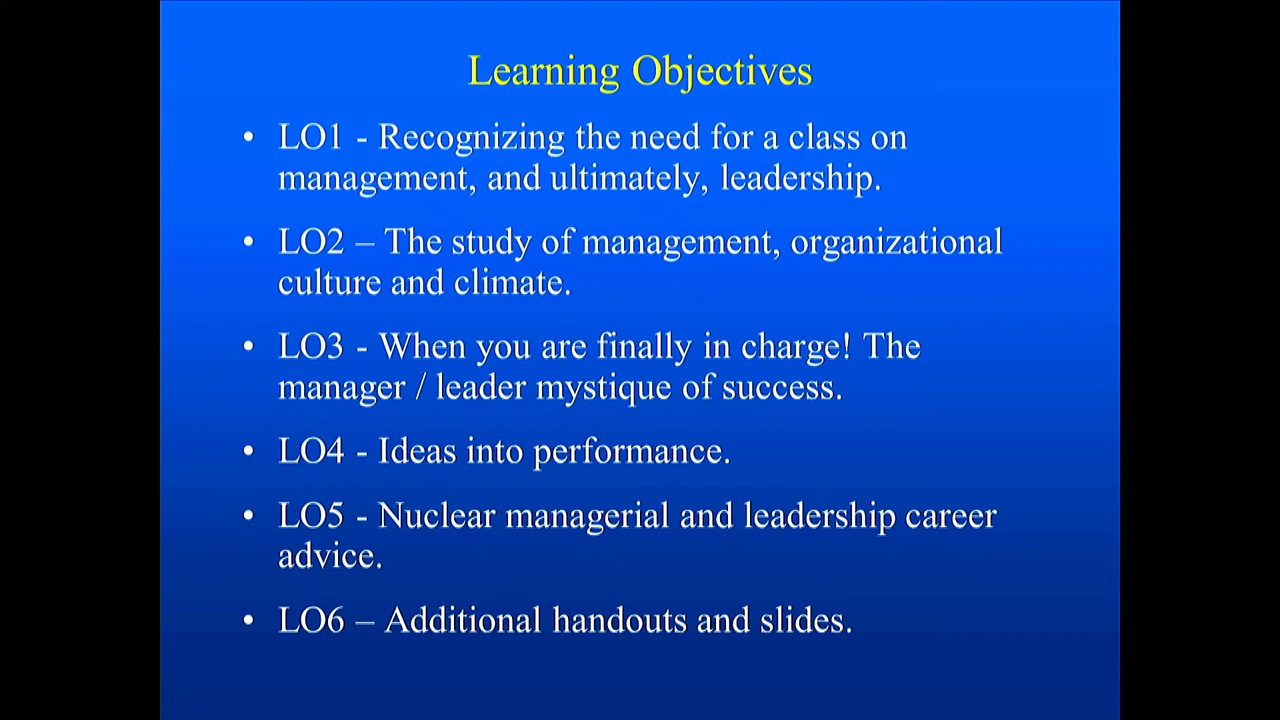 Learning Objectives
• LO1 - Recognizing the need for a class on
management, and ultimately, leadership.
• LO2 – The study of management, organizational
culture and climate.
• LO3 - When you are finally in charge! The
manager / leader mystique of success.
• LO4 - Ideas into performance.
• LO5 - Nuclear managerial and leadership career
advice.
• LO6 – Additional handouts and slides.